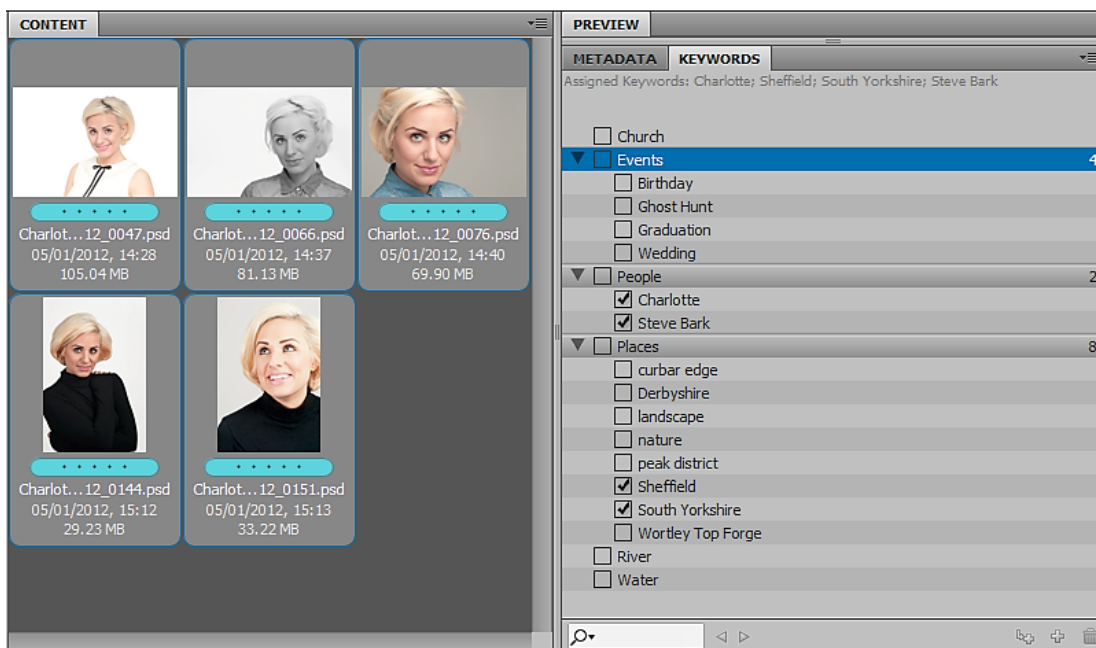 CONTENT
Charlot...12_0047.psd
05/01/2012, 14:28
105.04 MB
Charlot...12_0066.psd
05/01/2012, 14:37
81.13 MB
Charlot...12_0076.psd
05/01/2012, 14:40
69.90 MB
Charlot...12_0144.psd
05/01/2012, 15:12
29.23 MB
Charlot...12_0151.psd
05/01/2012, 15:13
33.22 MB
PREVIEW
METADATA KEYWORDS
Assigned Keywords: Charlotte; Sheffield; South Yorkshire; Steve Bark
Church
Events 4
Birthday
Ghost Hunt
Graduation
Wedding
People 2
Charlotte
Steve Bark
Places 8
curbar edge
Derbyshire
landscape
nature
peak district
Sheffield
South Yorkshire
Wortley Top Forge
River
Water